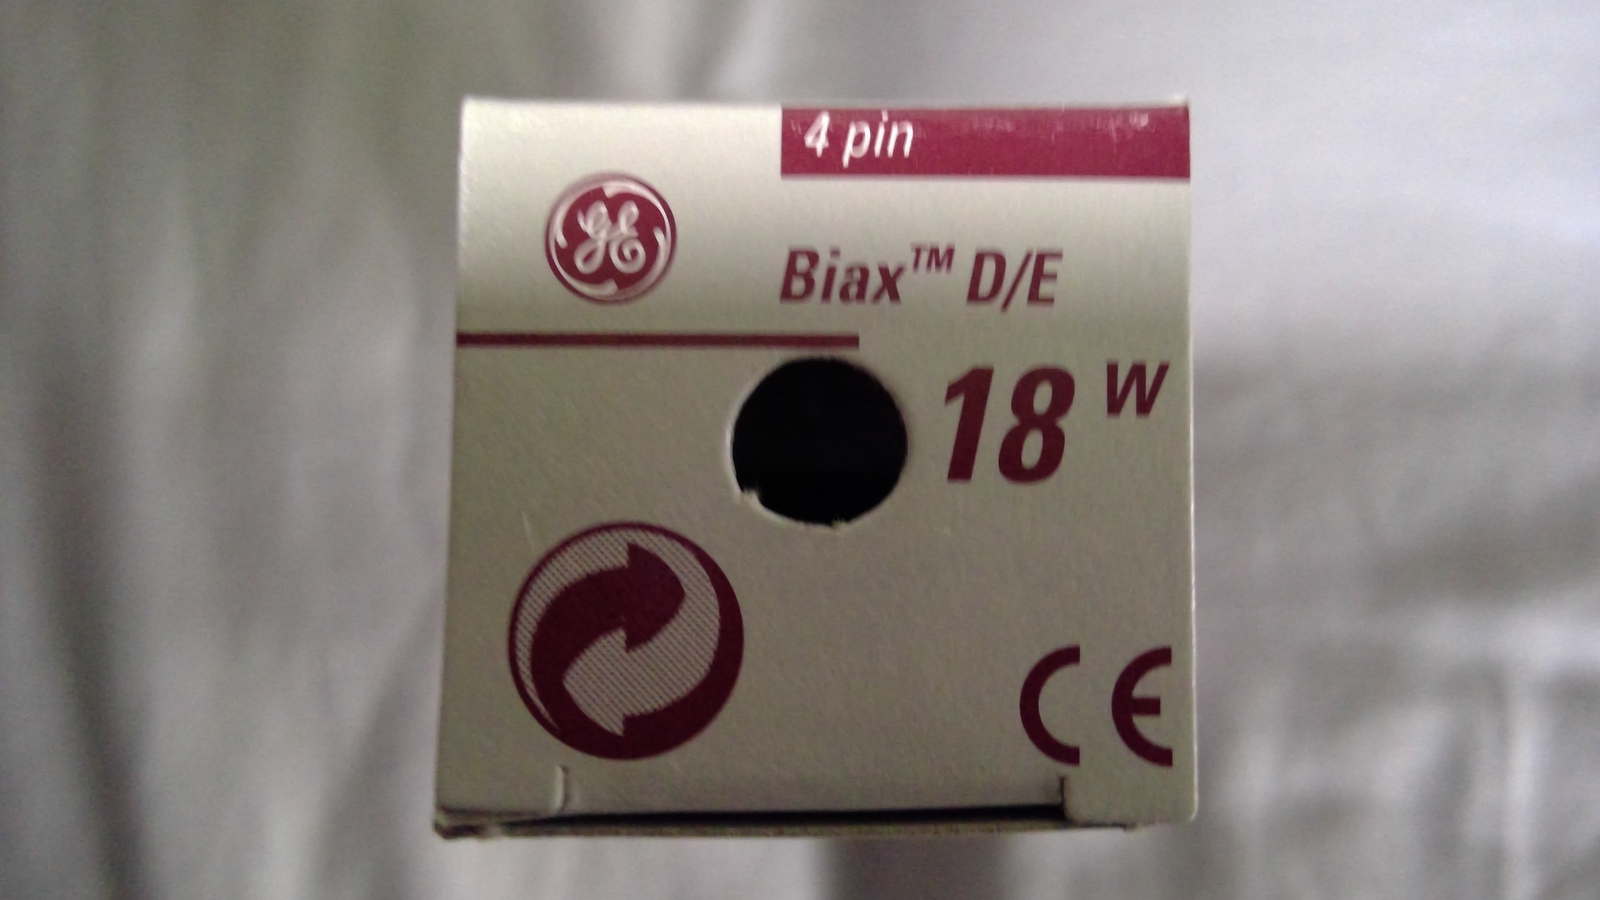 4 pin
GE
Biax™ D/E
18 W
CE